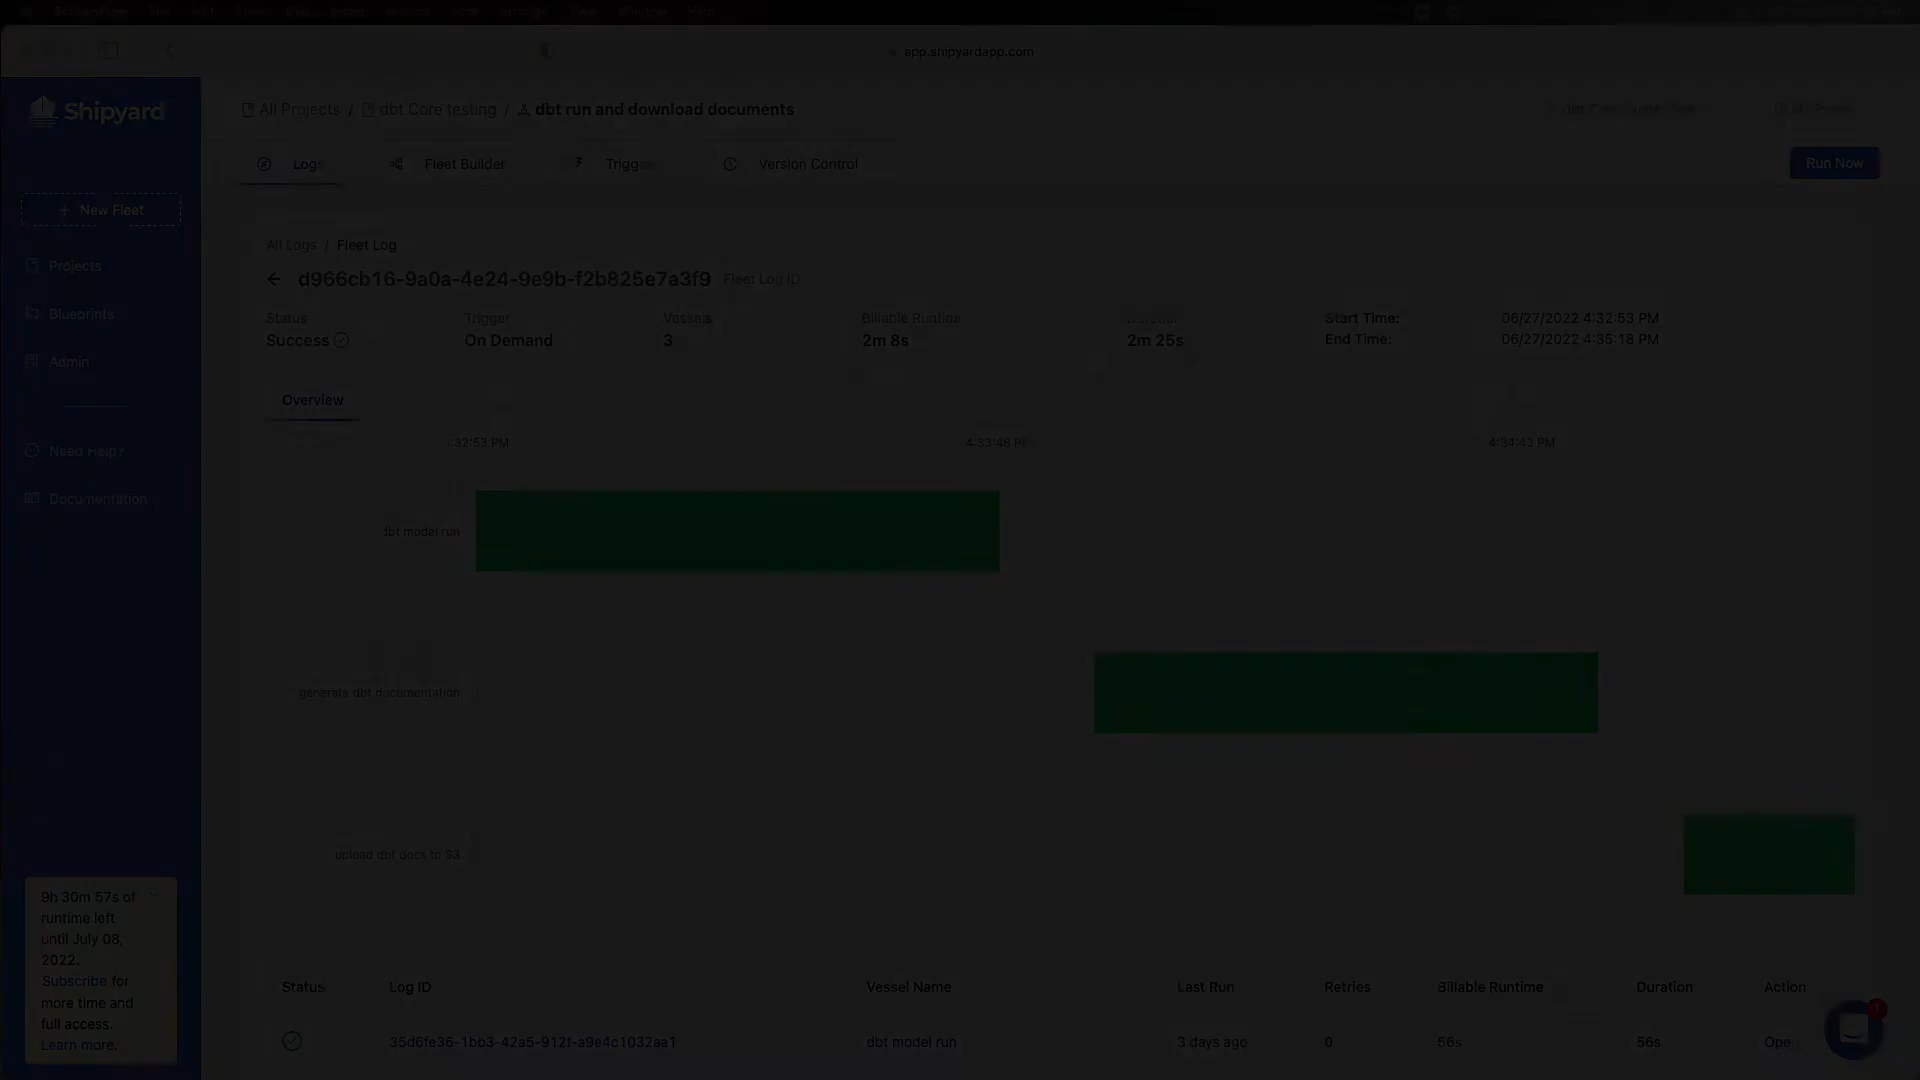 ScreenFlow File Edit Window Help
app.shipyardapp.com
Shipyard
All Projects / dbt Core testing / dbt run and download documents
Logs Fleet Builder Version Control
Run Now
+ New Fleet
Projects
Blueprints
Admin
Need Help?
Documentation
All Logs / Fleet Log
d966cb16-9a0a-4e24-9e9b-f2b825e7a3f9 Fleet Log ID
Status Trigger Vessels Billable Runtime Duration Start Time: 06/27/2022 4:32:53 PM
Success On Demand 3 2m 8s 2m 25s End Time: 06/27/2022 4:35:18 PM
Overview
:32:53 PM 4:33:48 PM 4:34:43 PM
dbt model run
generate dbt documentation
upload dbt docs to S3
9h 30m 57s of
runtime left
until July 08,
2022.
Subscribe for
more time and
full access.
Learn more.
Status Log ID Vessel Name Last Run Retries Billable Runtime Duration Action
35d6fe36-1bb3-42a5-912f-a9e4c1032aa1 dbt model run 3 days ago 0 56s 56s Ope
1